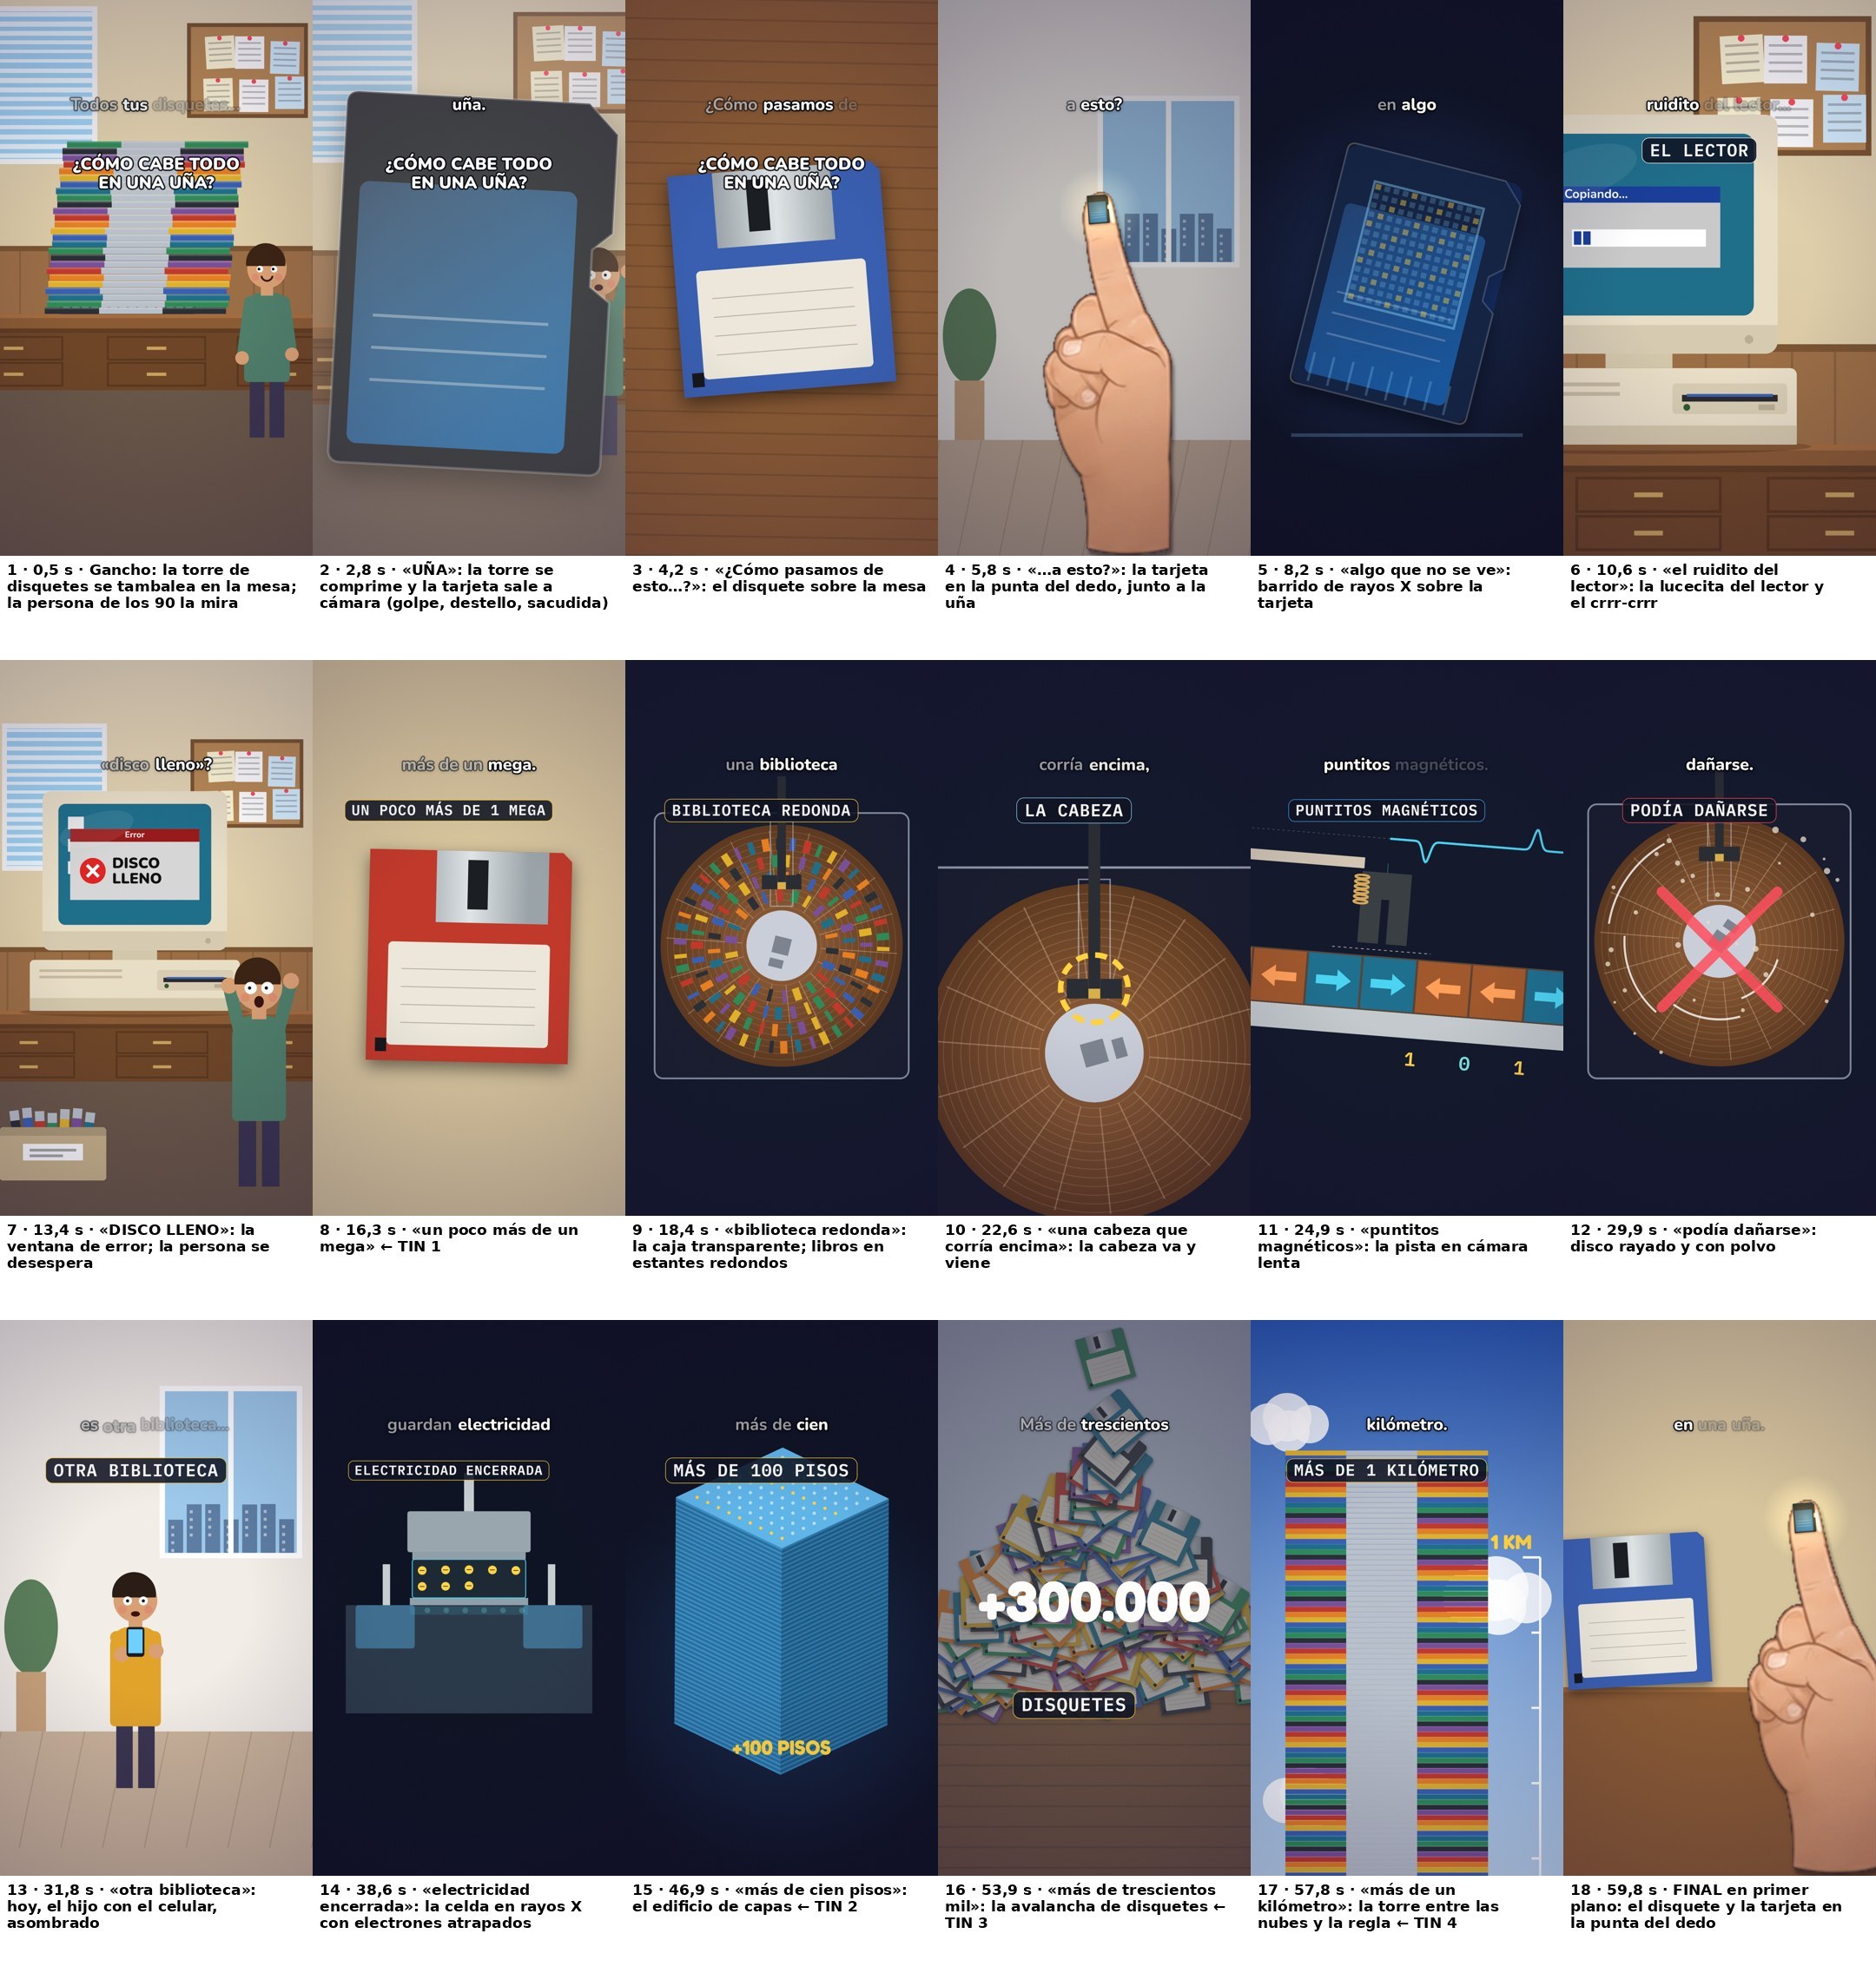 Todos tus disquetes...
¿CÓMO CABE TODO
EN UNA UÑA?
1 · 0,5 s · Gancho: la torre de
disquetes se tambalea en la mesa;
la persona de los 90 la mira
uña.
¿CÓMO CABE TODO
EN UNA UÑA?
2 · 2,8 s · «UÑA»: la torre se
comprime y la tarjeta sale a
cámara (golpe, destello, sacudida)
¿Cómo pasamos de
¿CÓMO CABE TODO
EN UNA UÑA?
3 · 4,2 s · «¿Cómo pasamos de
esto...?»: el disquete sobre la mesa
a esto?
4 · 5,8 s · «...a esto?»: la tarjeta
en la punta del dedo, junto a la
uña
en algo
5 · 8,2 s · «algo que no se ve»:
barrido de rayos X sobre la
tarjeta
ruidito del lector...
EL LECTOR
Copiando...
6 · 10,6 s · «el ruidito del
lector»: la lucecita del lector y
el crrr-crrr
«disco lleno»?
Error
DISCO
LLENO
7 · 13,4 s · «DISCO LLENO»: la
ventana de error; la persona se
desespera
más de un mega.
UN POCO MÁS DE 1 MEGA
8 · 16,3 s · «un poco más de un
mega» ← TIN 1
una biblioteca
BIBLIOTECA REDONDA
9 · 18,4 s · «biblioteca redonda»:
la caja transparente; libros en
estantes redondos
corría encima,
LA CABEZA
10 · 22,6 s · «una cabeza que
corría encima»: la cabeza va y
viene
puntitos magnéticos.
PUNTITOS MAGNÉTICOS
1 0 1
11 · 24,9 s · «puntitos
magnéticos»: la pista en cámara
lenta
dañarse.
PODÍA DAÑARSE
12 · 29,9 s · «podía dañarse»:
disco rayado y con polvo
es otra biblioteca...
OTRA BIBLIOTECA
13 · 31,8 s · «otra biblioteca»:
hoy, el hijo con el celular,
asombrado
guardan electricidad
ELECTRICIDAD ENCERRADA
14 · 38,6 s · «electricidad
encerrada»: la celda en rayos X
con electrones atrapados
más de cien
MÁS DE 100 PISOS
+100 PISOS
15 · 46,9 s · «más de cien pisos»:
el edificio de capas ← TIN 2
Más de trescientos
+300.000
DISQUETES
16 · 53,9 s · «más de trescientos
mil»: la avalancha de disquetes ←
TIN 3
kilómetro.
MÁS DE 1 KILÓMETRO
1 KM
17 · 57,8 s · «más de un
kilómetro»: la torre entre las
nubes y la regla ← TIN 4
en una uña.
18 · 59,8 s · FINAL en primer
plano: el disquete y la tarjeta en
la punta del dedo